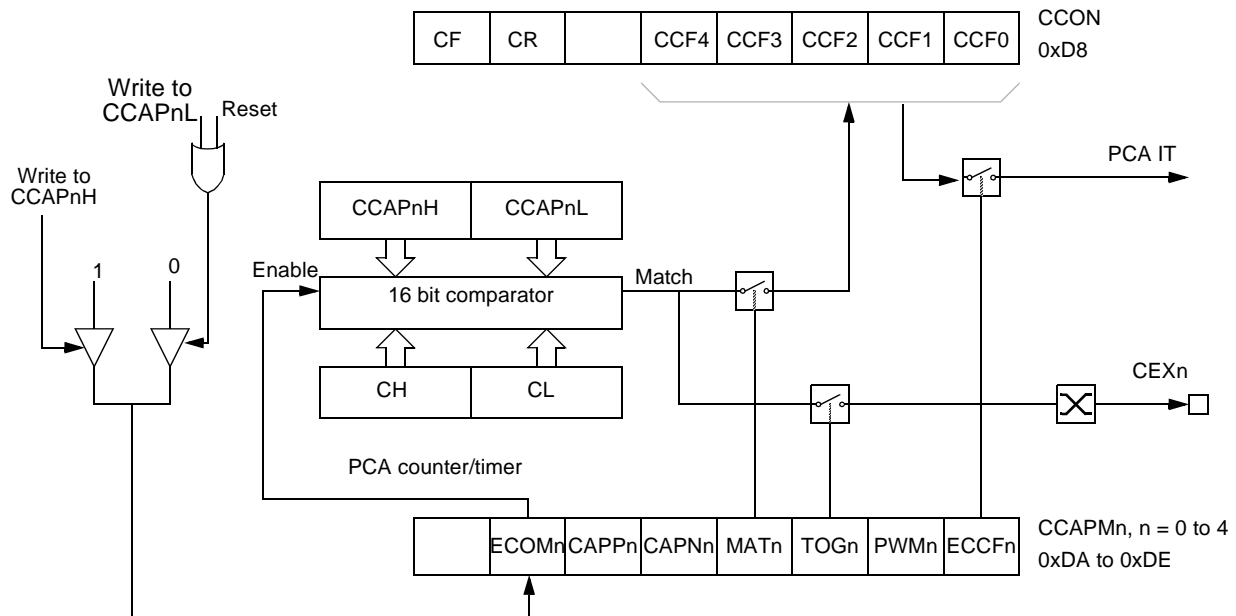 CF CR CCF4 CCF3 CCF2 CCF1 CCF0
CCON
0xD8
Write to
CCAPnL
Reset
Write to
CCAPnH
PCA IT
CCAPnH CCAPnL
1
0
Enable
16 bit comparator
Match
CH CL
CEXn
PCA counter/timer
ECOMn CAPPn CAPNn MATn TOGn PWMn ECCFn
CCAPMn, n = 0 to 4
0xDA to 0xDE